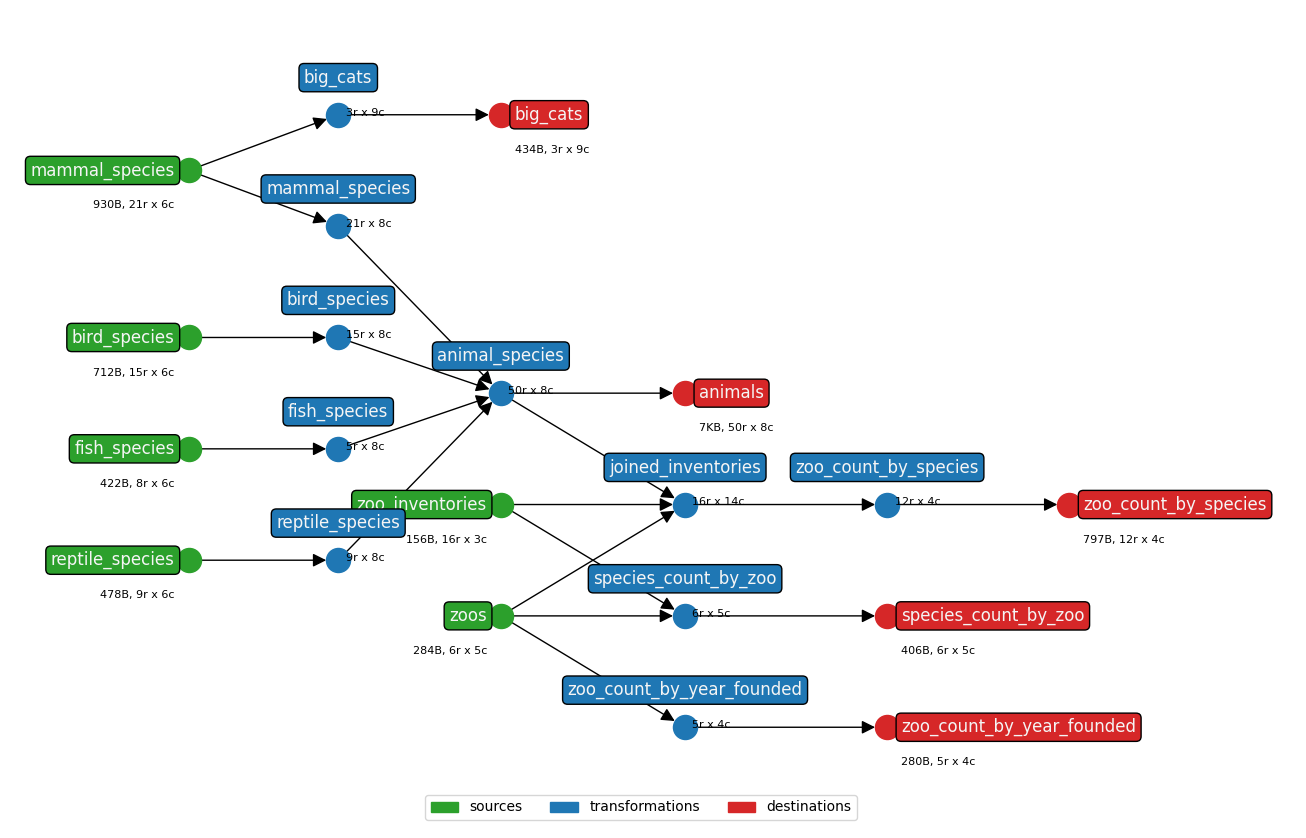 big_cats
3r x 9c
big_cats
434B, 3r x 9c
mammal_species
930B, 21r x 6c
mammal_species
21r x 8c
bird_species
15r x 8c
bird_species
712B, 15r x 6c
animal_species
50r x 8c
animals
7KB, 50r x 8c
fish_species
5r x 8c
fish_species
422B, 8r x 6c
joined_inventories
16r x 14c
zoo_count_by_species
12r x 4c
zoo_count_by_species
797B, 12r x 4c
zoo_inventories
156B, 16r x 3c
reptile_species
9r x 8c
reptile_species
478B, 9r x 6c
species_count_by_zoo
6r x 5c
species_count_by_zoo
406B, 6r x 5c
zoos
284B, 6r x 5c
zoo_count_by_year_founded
5r x 4c
zoo_count_by_year_founded
280B, 5r x 4c
sources
transformations
destinations